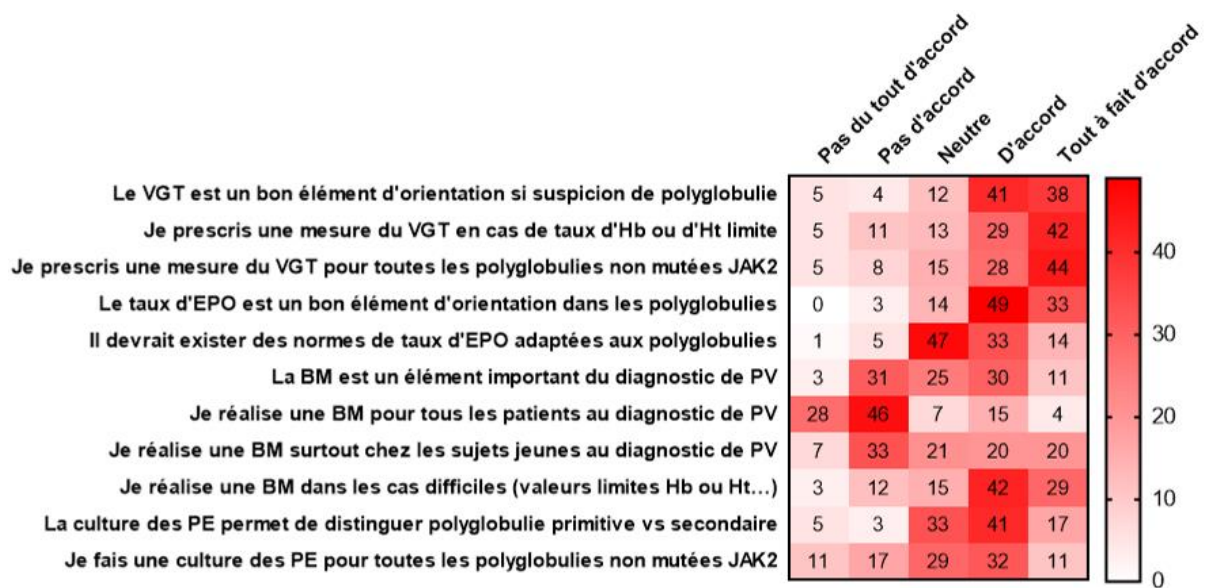 Pas du tout d'accord
Pas d'accord
Neutre
D'accord
Tout à fait d'accord
Le VGT est un bon élément d'orientation si suspicion de polyglobulie 5 4 12 41 38
Je prescris une mesure du VGT en cas de taux d'Hb ou d'Ht limite 5 11 13 29 42
Je prescris une mesure du VGT pour toutes les polyglobulies non mutées JAK2 5 8 15 28 44
Le taux d'EPO est un bon élément d'orientation dans les polyglobulies 0 3 14 49 33
Il devrait exister des normes de taux d'EPO adaptées aux polyglobulies 1 5 47 33 14
La BM est un élément important du diagnostic de PV 3 31 25 30 11
Je réalise une BM pour tous les patients au diagnostic de PV 28 46 7 15 4
Je réalise une BM surtout chez les sujets jeunes au diagnostic de PV 7 33 21 20 20
Je réalise une BM dans les cas difficiles (valeurs limites Hb ou Ht...) 3 12 15 42 29
La culture des PE permet de distinguer polyglobulie primitive vs secondaire 5 3 33 41 17
Je fais une culture des PE pour toutes les polyglobulies non mutées JAK2 11 17 29 32 11
40
30
20
10
0